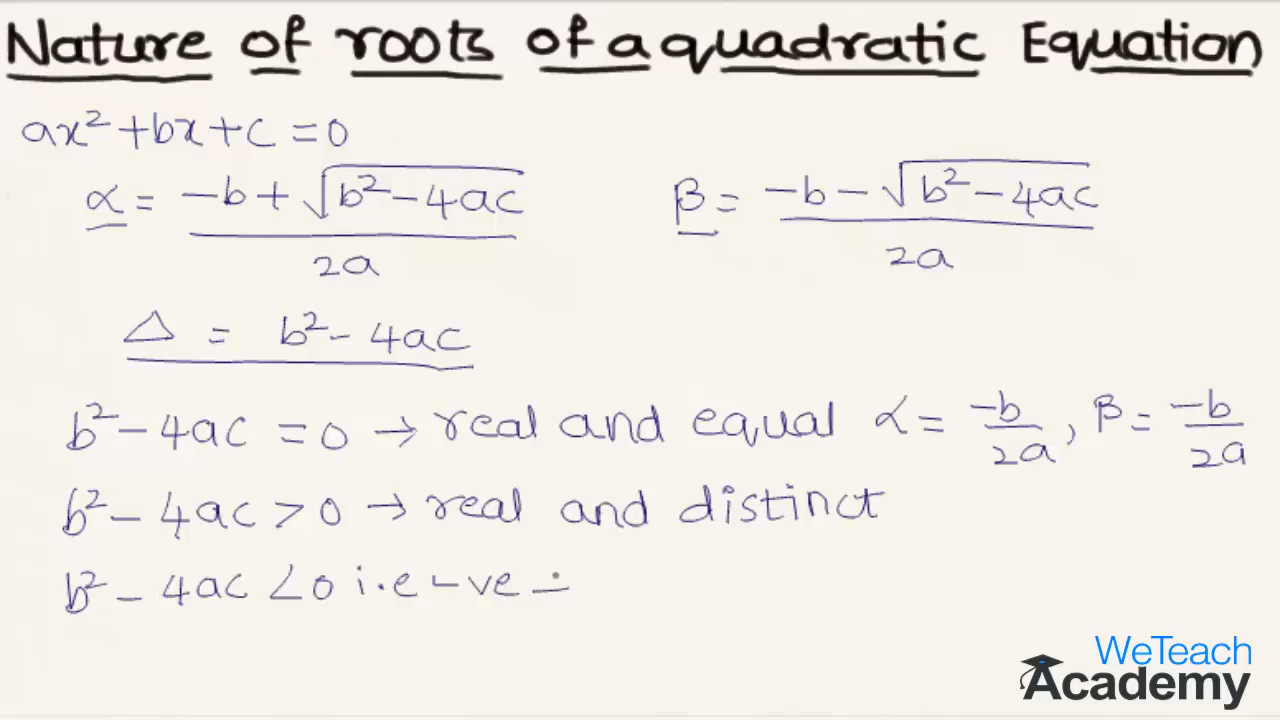 Nature of roots of a quadratic Equation
ax² + bx + c = 0
α = (-b + √(b² - 4ac)) / 2a    β = (-b - √(b² - 4ac)) / 2a
Δ = b² - 4ac
b² - 4ac = 0 → real and equal α = -b/2a, β = -b/2a
b² - 4ac > 0 → real and distinct
b² - 4ac < 0 i.e -ve -
WeTeach
Academy